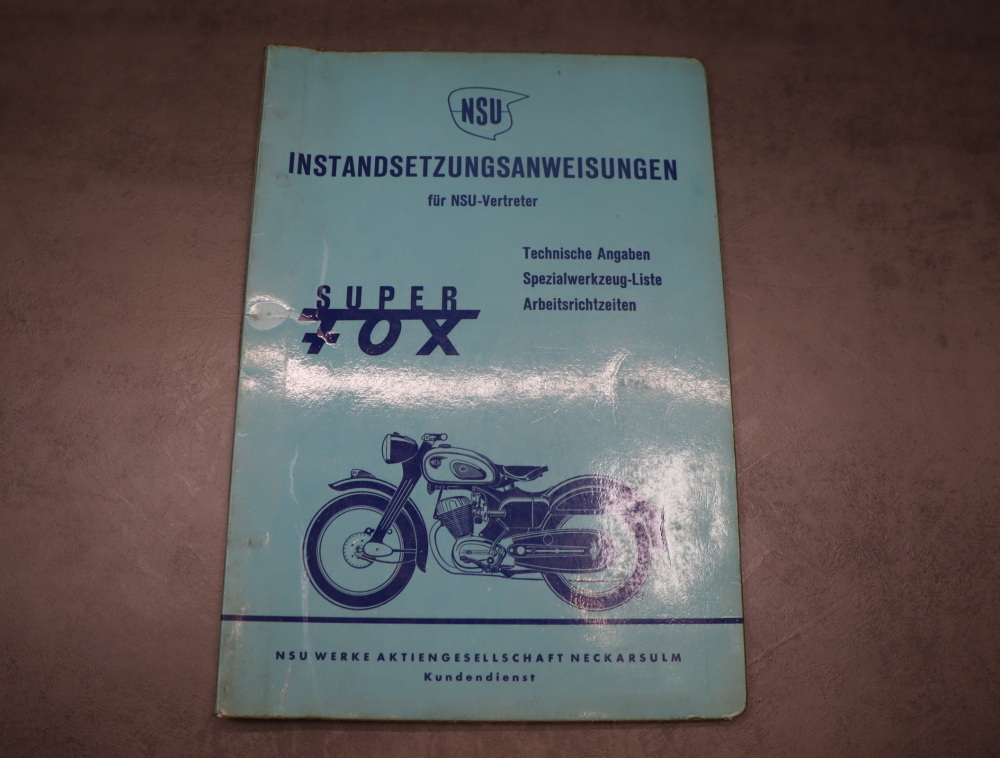 NSU
INSTANDSETZUNGSANWEISUNGEN
für NSU-Vertreter
Technische Angaben
Spezialwerkzeug-Liste
Arbeitsrichtzeiten
SUPER
FOX
NSU WERKE AKTIENGESELLSCHAFT NECKARSULM
Kundendienst